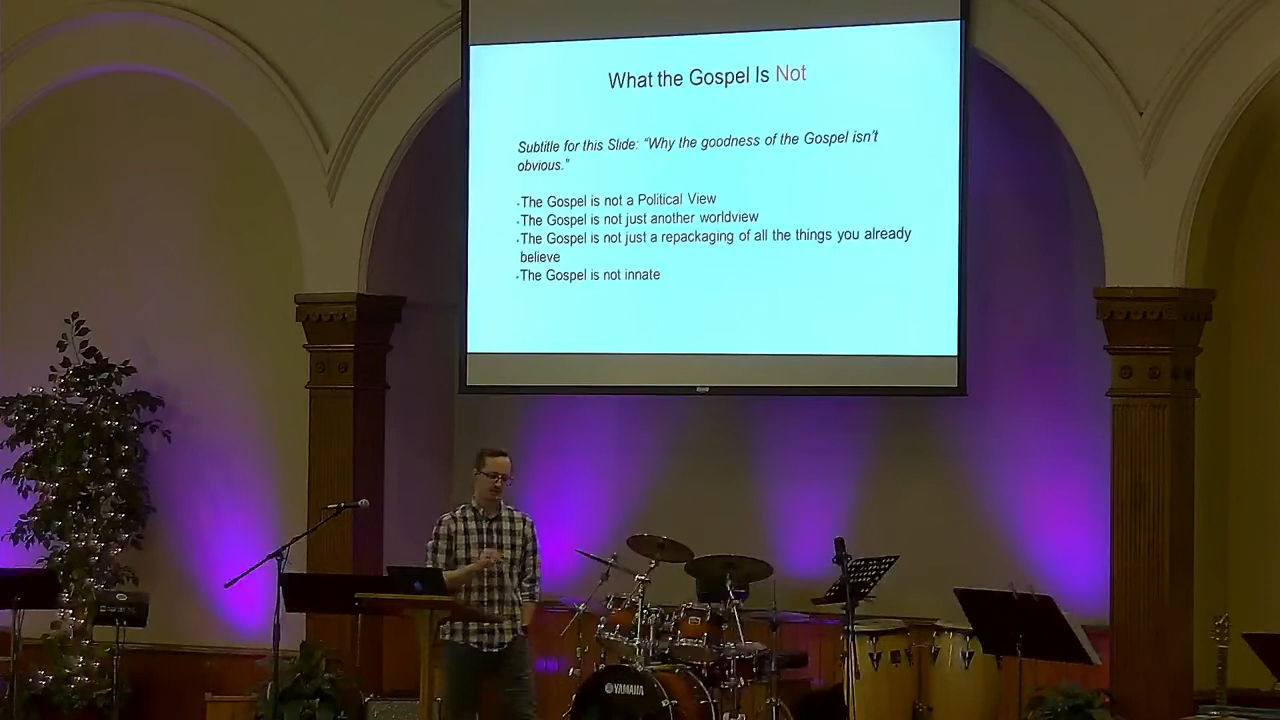 What the Gospel Is Not
Subtitle for this Slide: "Why the goodness of the Gospel isn't
obvious."
·The Gospel is not a Political View
·The Gospel is not just another worldview
·The Gospel is not just a repackaging of all the things you already
believe
·The Gospel is not innate
YAMAHA